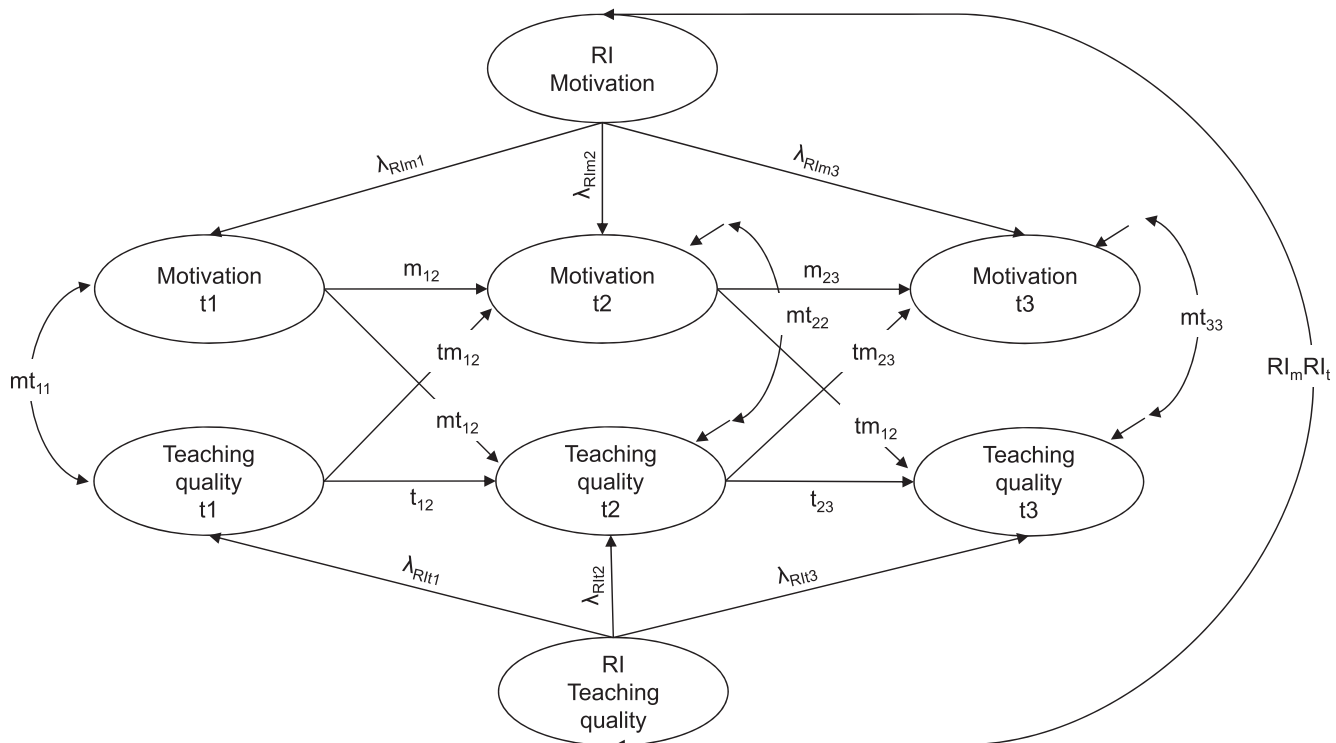 RI
Motivation
λRIm1
λRIm2
λRIm3
Motivation
t1
m12
Motivation
t2
m23
Motivation
t3
mt22
mt33
tm12
tm23
RImRIt
mt11
mt12
tm12
Teaching
quality
t1
t12
Teaching
quality
t2
t23
Teaching
quality
t3
λRIt1
λRIt2
λRIt3
RI
Teaching
quality